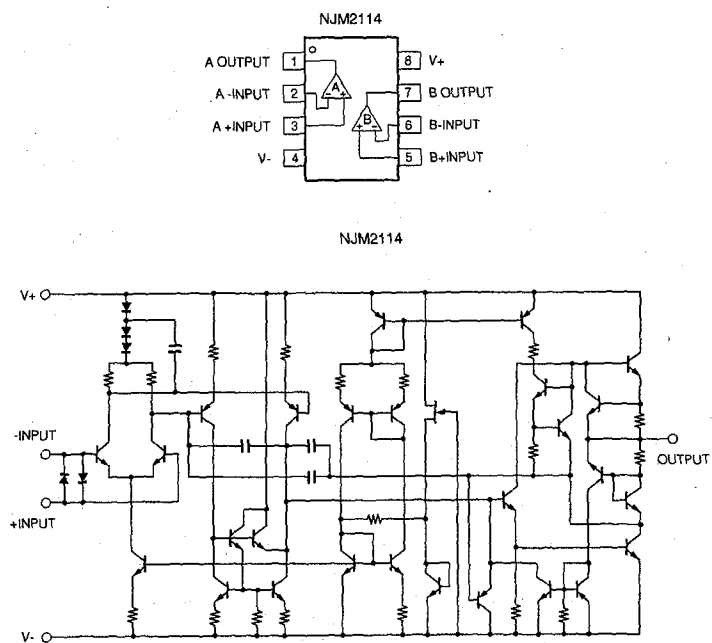 NJM2114
A OUTPUT 1
8 V+
A -INPUT 2
A
7 B OUTPUT
A +INPUT 3
B
6 B-INPUT
V- 4
5 B+INPUT
NJM2114
V+
-INPUT
OUTPUT
+INPUT
V-